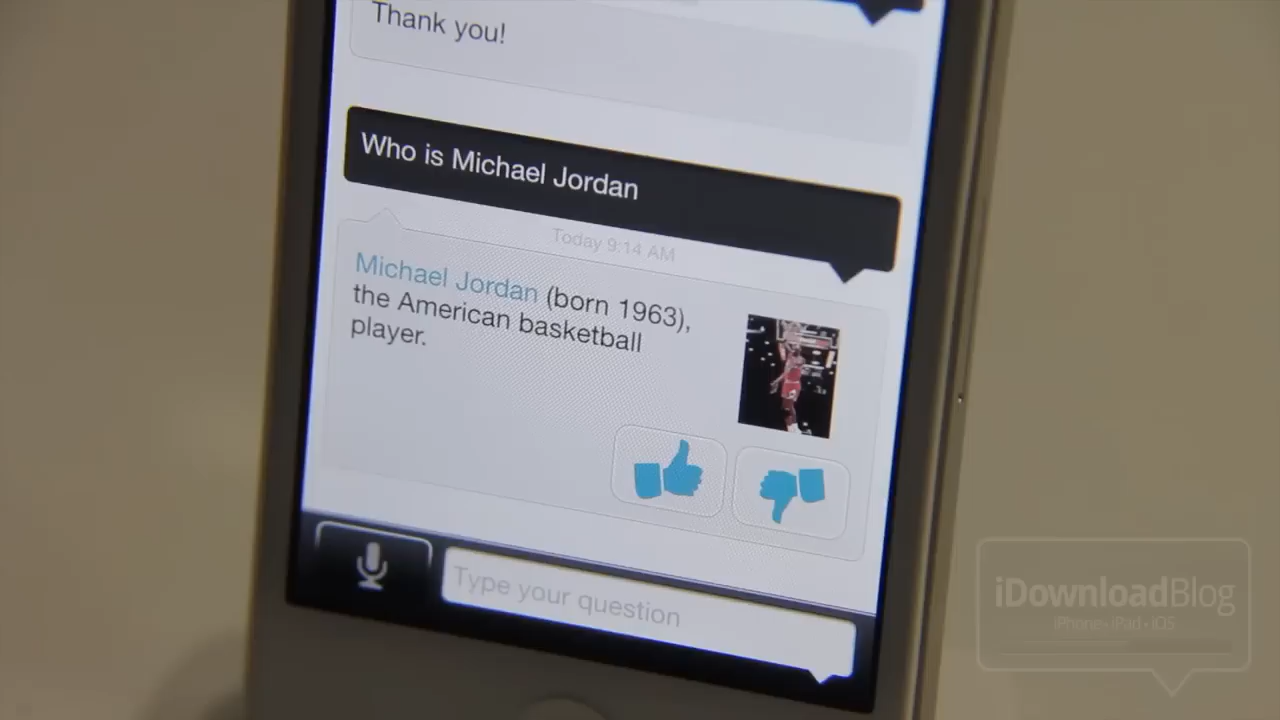 Thank you!
Who is Michael Jordan
Today 9:14 AM
Michael Jordan (born 1963),
the American basketball
player.
Type your question
iDownloadBlog
iPhone • iPad • iOS